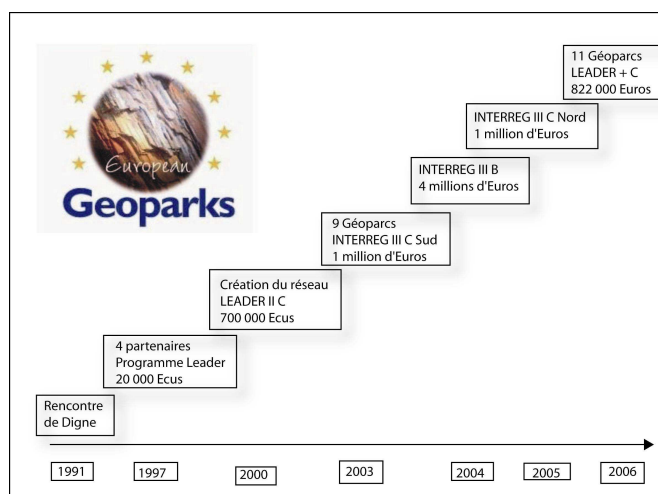 European
Geoparks
11 Géoparcs
LEADER + C
822 000 Euros
INTERREG III C Nord
1 million d'Euros
INTERREG III B
4 millions d'Euros
9 Géoparcs
INTERREG III C Sud
1 million d'Euros
Création du réseau
LEADER II C
700 000 Ecus
4 partenaires
Programme Leader
20 000 Ecus
Rencontre
de Digne
1991 1997 2000 2003 2004 2005 2006